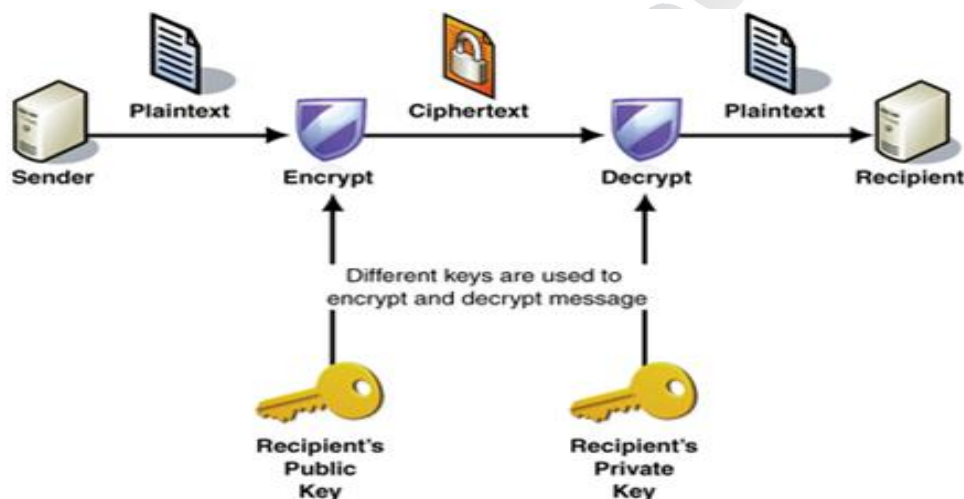 Plaintext
Ciphertext
Plaintext
Sender
Encrypt
Decrypt
Recipient
Different keys are used to
encrypt and decrypt message
Recipient's
Public
Key
Recipient's
Private
Key